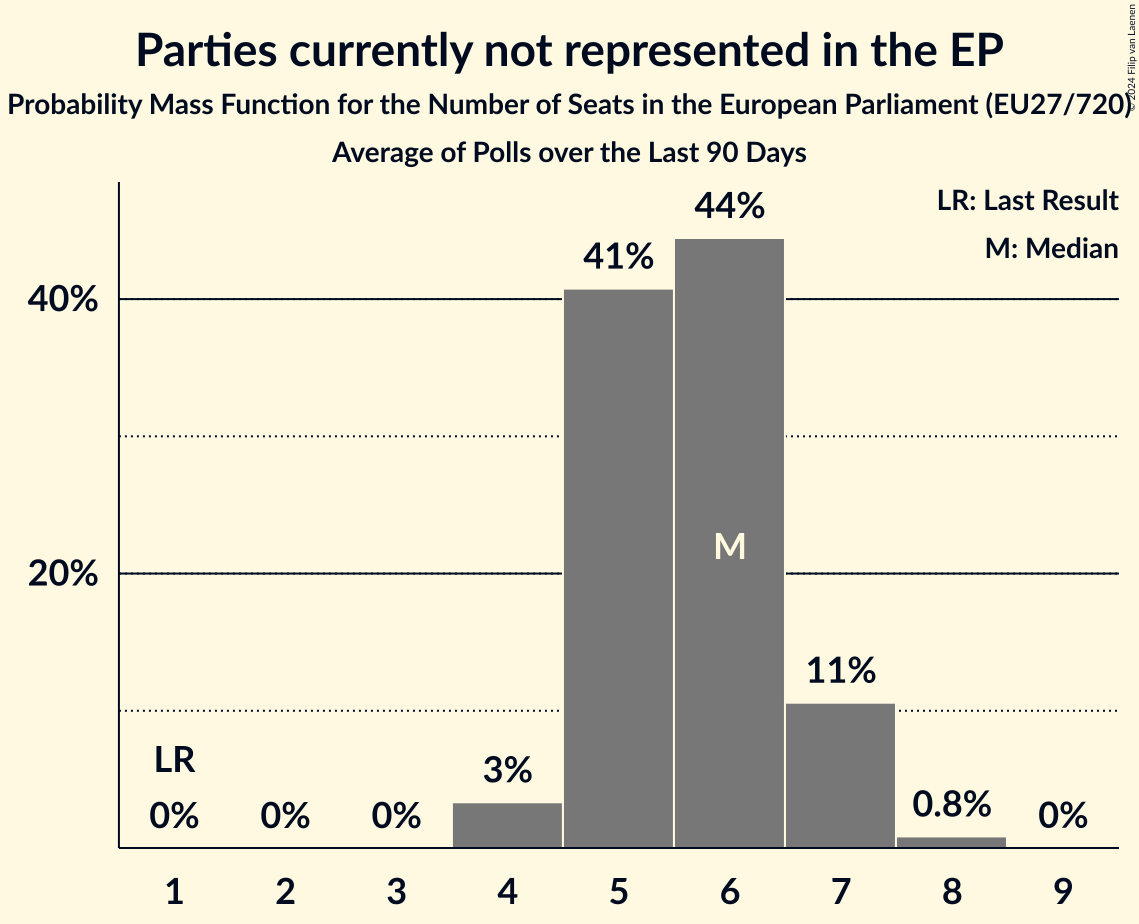 Parties currently not represented in the EP
Probability Mass Function for the Number of Seats in the European Parliament (EU27/720)
Average of Polls over the Last 90 Days
© 2024 Filip van Laenen
LR: Last Result
M: Median
40%
20%
LR
0%
0%
0%
3%
41%
44%
M
11%
0.8%
0%
1 2 3 4 5 6 7 8 9